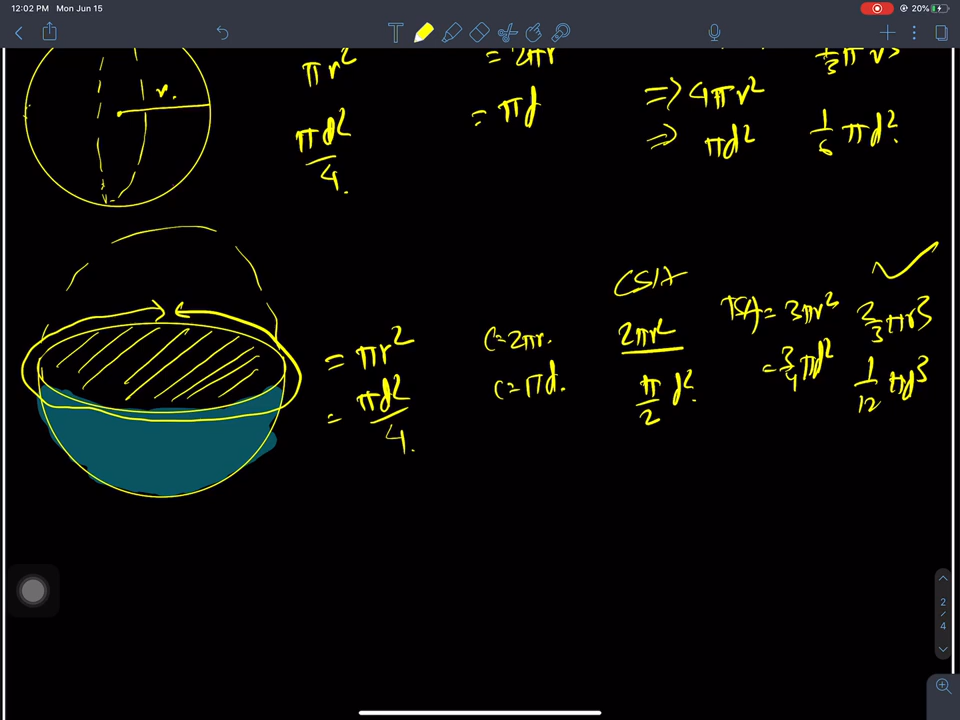 12:02 PM Mon Jun 15
20%
πr²
= 2πr
πd²/4.
= πd
=> 4πr²
=> πd²
1/6 πd²
r.
CSA
= πr²
= πd²/4.
C=2πr.
C=πd.
2πr²
π/2 d².
TSA = 3πr²
= 3/4 πd²
2/3 πr3
1/12 πd3
2
/
4